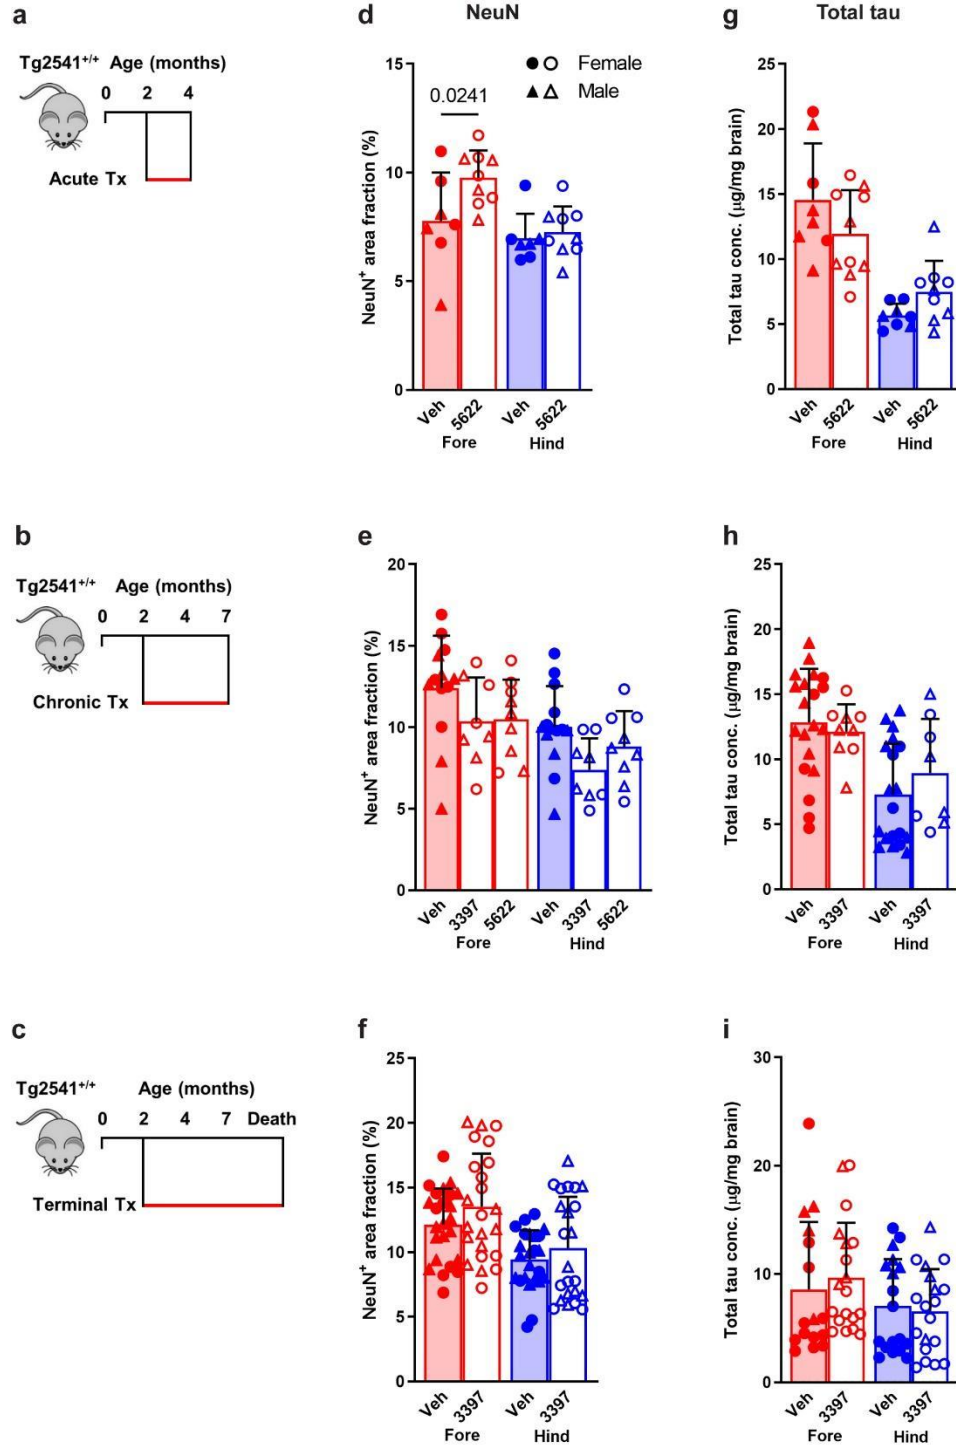 a
Tg2541+/+ Age (months)
0 2 4
Acute Tx
d
NeuN
Female
Male
0.0241
NeuN+ area fraction (%)
15
10
5
0
Veh 5622 Veh 5622
Fore Hind
g
Total tau
Total tau conc. (µg/mg brain)
25
20
15
10
5
0
Veh 5622 Veh 5622
Fore Hind
b
Tg2541+/+ Age (months)
0 2 4 7
Chronic Tx
e
NeuN+ area fraction (%)
20
15
10
5
0
Veh 3397 5622 Veh 3397 5622
Fore Hind
h
Total tau conc. (µg/mg brain)
25
20
15
10
5
0
Veh 3397 Veh 3397
Fore Hind
c
Tg2541+/+ Age (months)
0 2 4 7 Death
Terminal Tx
f
NeuN+ area fraction (%)
25
20
15
10
5
0
Veh 3397 Veh 3397
Fore Hind
i
Total tau conc. (µg/mg brain)
30
20
10
0
Veh 3397 Veh 3397
Fore Hind